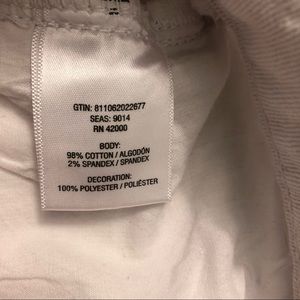 GTIN: 811062022677
SEAS: 9014
RN 42000
BODY:
98% COTTON / ALGODÓN
2% SPANDEX / SPANDEX
DECORATION:
100% POLYESTER / POLIÉSTER